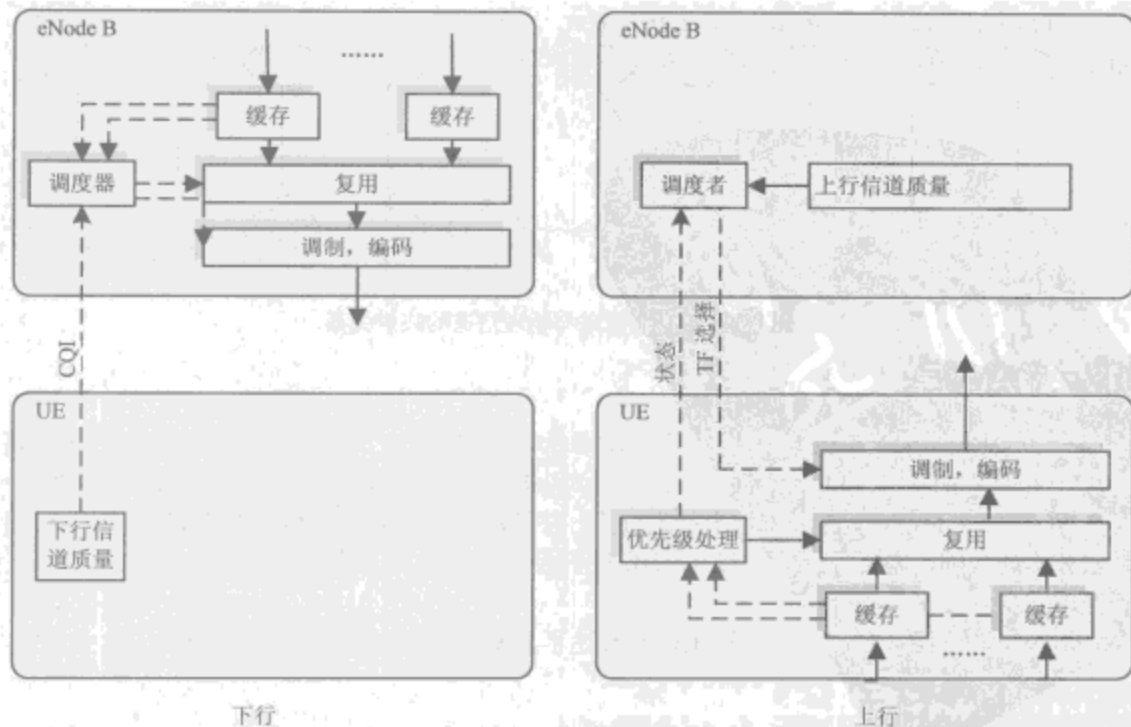 eNode B
......
缓存
缓存
调度器
复用
调制，编码
CQI
UE
下行信
道质量
下行
eNode B
调度者
上行信道质量
状态
TF 选择
UE
调制，编码
优先级处理
复用
缓存
缓存
......
上行